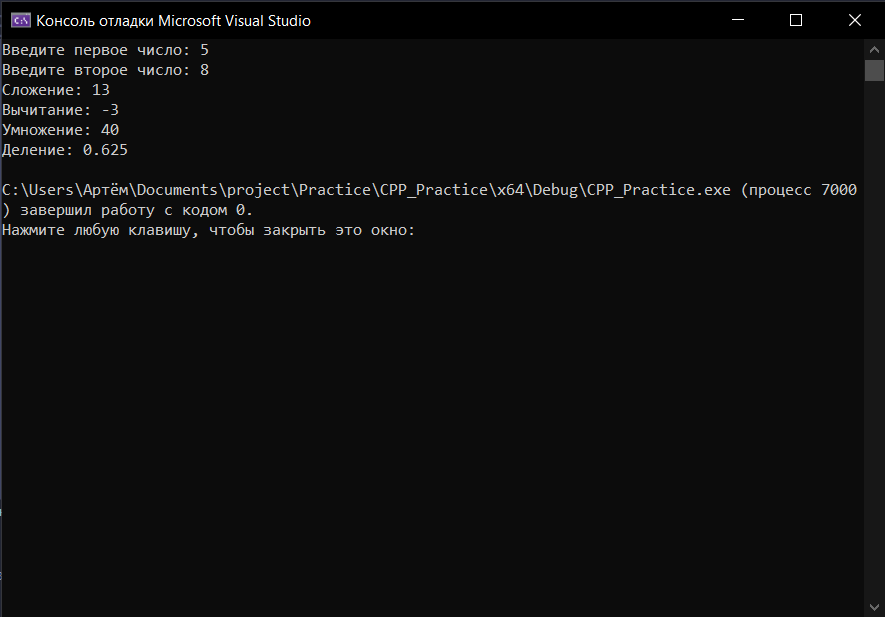 Консоль отладки Microsoft Visual Studio
Введите первое число: 5
Введите второе число: 8
Сложение: 13
Вычитание: -3
Умножение: 40
Деление: 0.625
C:\Users\Артём\Documents\project\Practice\CPP_Practice\x64\Debug\CPP_Practice.exe (процесс 7000
) завершил работу с кодом 0.
Нажмите любую клавишу, чтобы закрыть это окно: